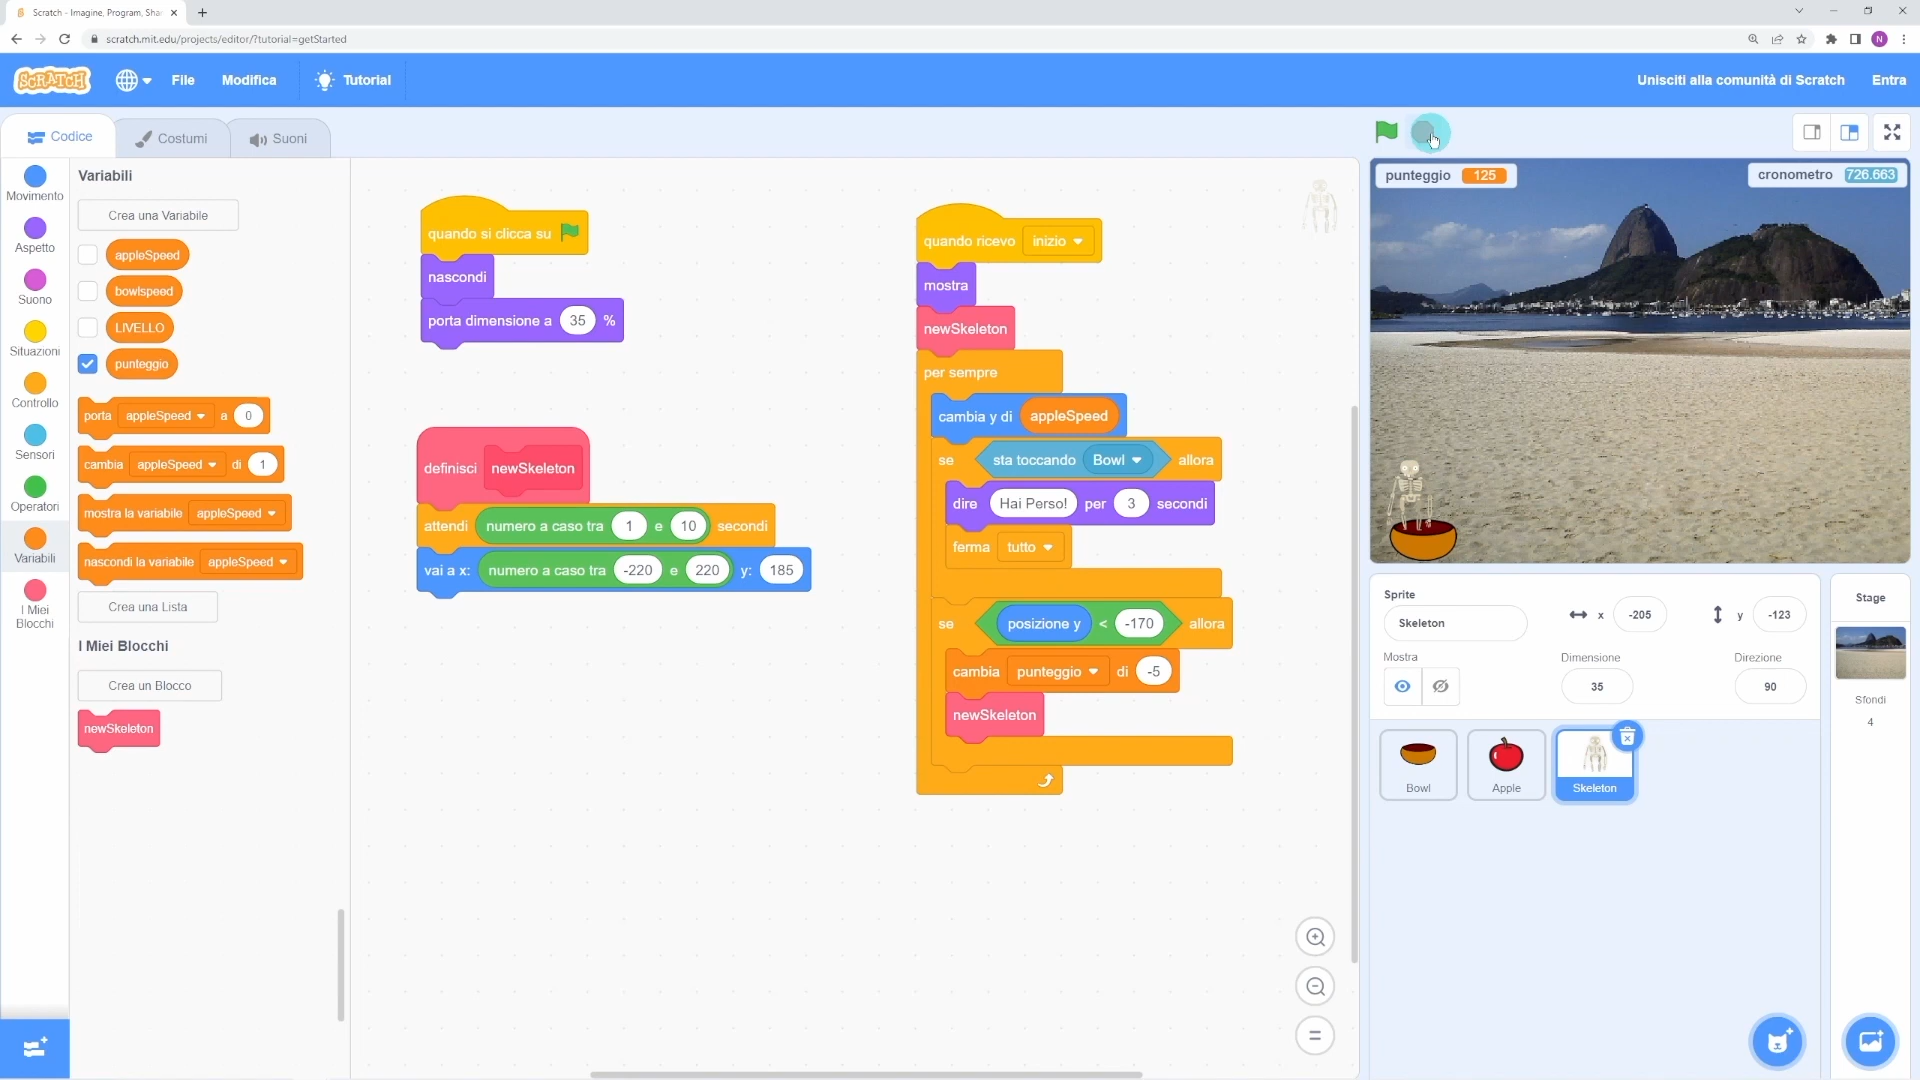 Scratch - Imagine, Program, Sha
scratch.mit.edu/projects/editor/?tutorial=getStarted
N
SCRATCH
File
Modifica
Tutorial
Unisciti alla comunità di Scratch
Entra
Codice
Costumi
Suoni
Movimento
Aspetto
Suono
Situazioni
Controllo
Sensori
Operatori
Variabili
I Miei
Blocchi
Variabili
Crea una Variabile
appleSpeed
bowlspeed
LIVELLO
punteggio
porta appleSpeed a 0
cambia appleSpeed di 1
mostra la variabile appleSpeed
nascondi la variabile appleSpeed
Crea una Lista
I Miei Blocchi
Crea un Blocco
newSkeleton
quando si clicca su
nascondi
porta dimensione a 35 %
definisci newSkeleton
attendi numero a caso tra 1 e 10 secondi
vai a x: numero a caso tra -220 e 220 y: 185
quando ricevo inizio
mostra
newSkeleton
per sempre
cambia y di appleSpeed
se sta toccando Bowl allora
dire Hai Perso! per 3 secondi
ferma tutto
se posizione y < -170 allora
cambia punteggio di -5
newSkeleton
punteggio 125
cronometro 726.663
Sprite
Skeleton
x -205
y -123
Mostra
Dimensione
35
Direzione
90
Bowl
Apple
Skeleton
Stage
Sfondi
4